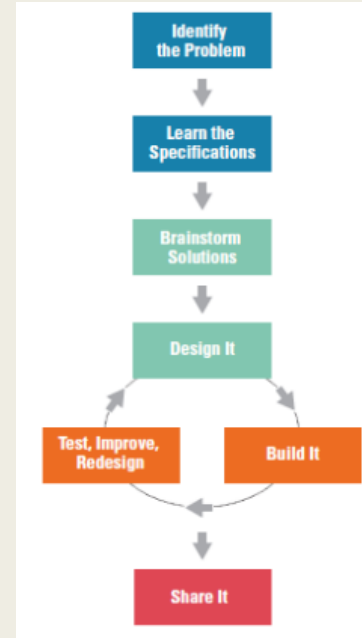 Identify
the Problem
Learn the
Specifications
Brainstorm
Solutions
Design It
Test, Improve,
Redesign
Build It
Share It